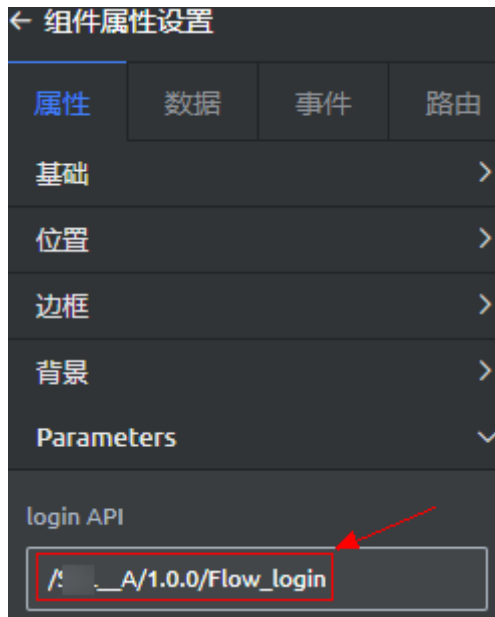 ← 组件属性设置
属性 数据 事件 路由
基础
位置
边框
背景
Parameters
login API
__A/1.0.0/Flow_login